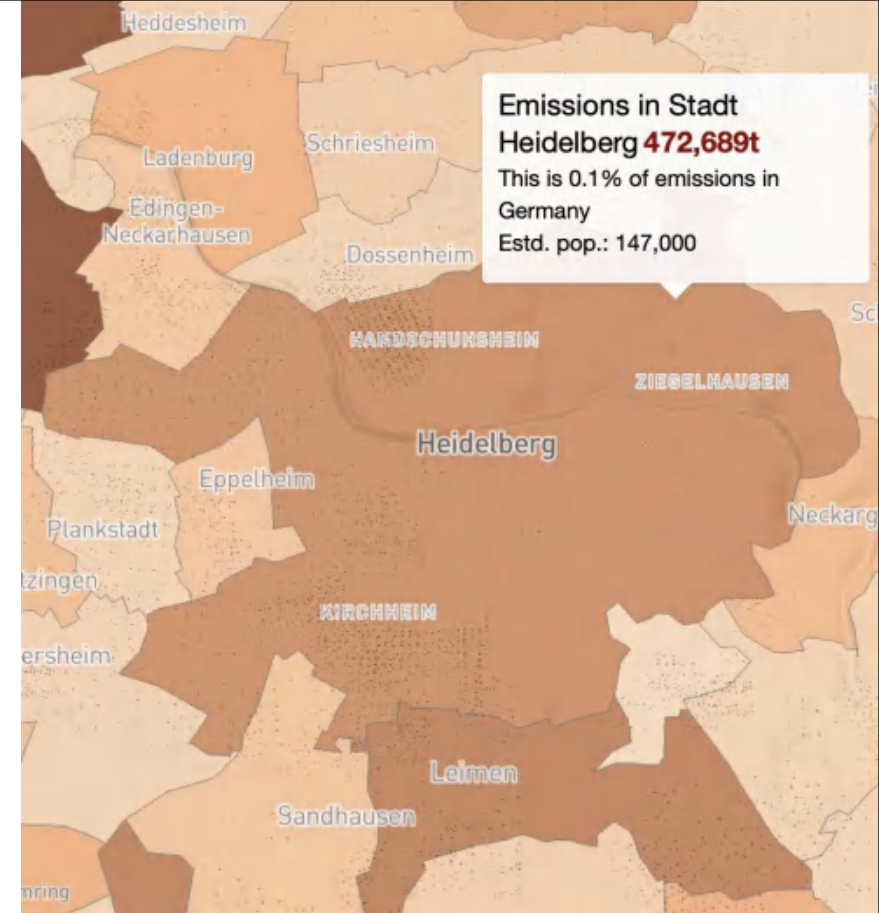 Heddesheim
Emissions in Stadt
Heidelberg 472,689t
This is 0.1% of emissions in
Germany
Estd. pop.: 147,000
Schriesheim
Ladenburg
Edingen-
Neckarhausen
Dossenheim
Sc
HANDSCHUHSHEIM
ZIEGELHAUSEN
Heidelberg
Eppelheim
Neckarg
Plankstadt
tzingen
KIRCHHEIM
ersheim
Leimen
Sandhausen
mring